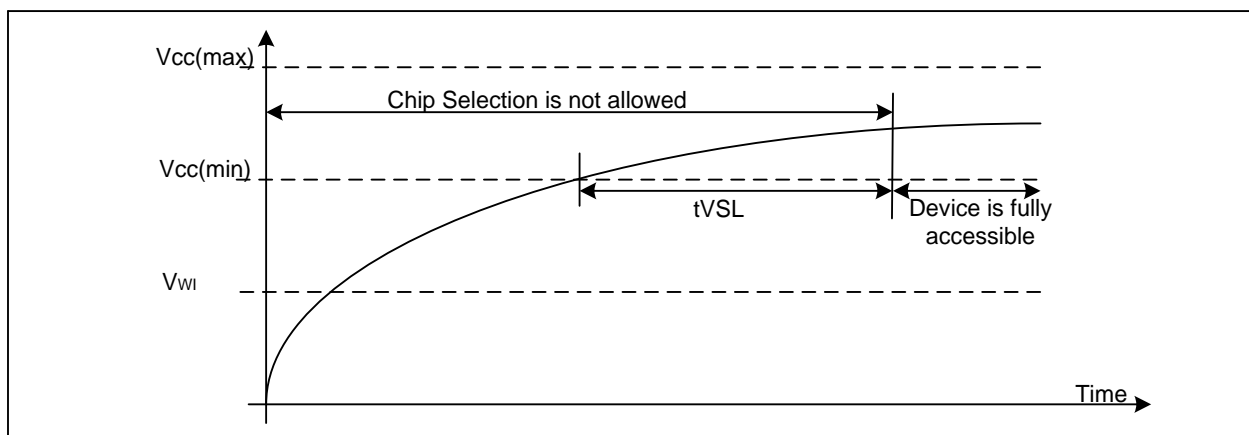 Vcc(max)
Chip Selection is not allowed
Vcc(min)
tVSL
Device is fully
accessible
VWI
Time